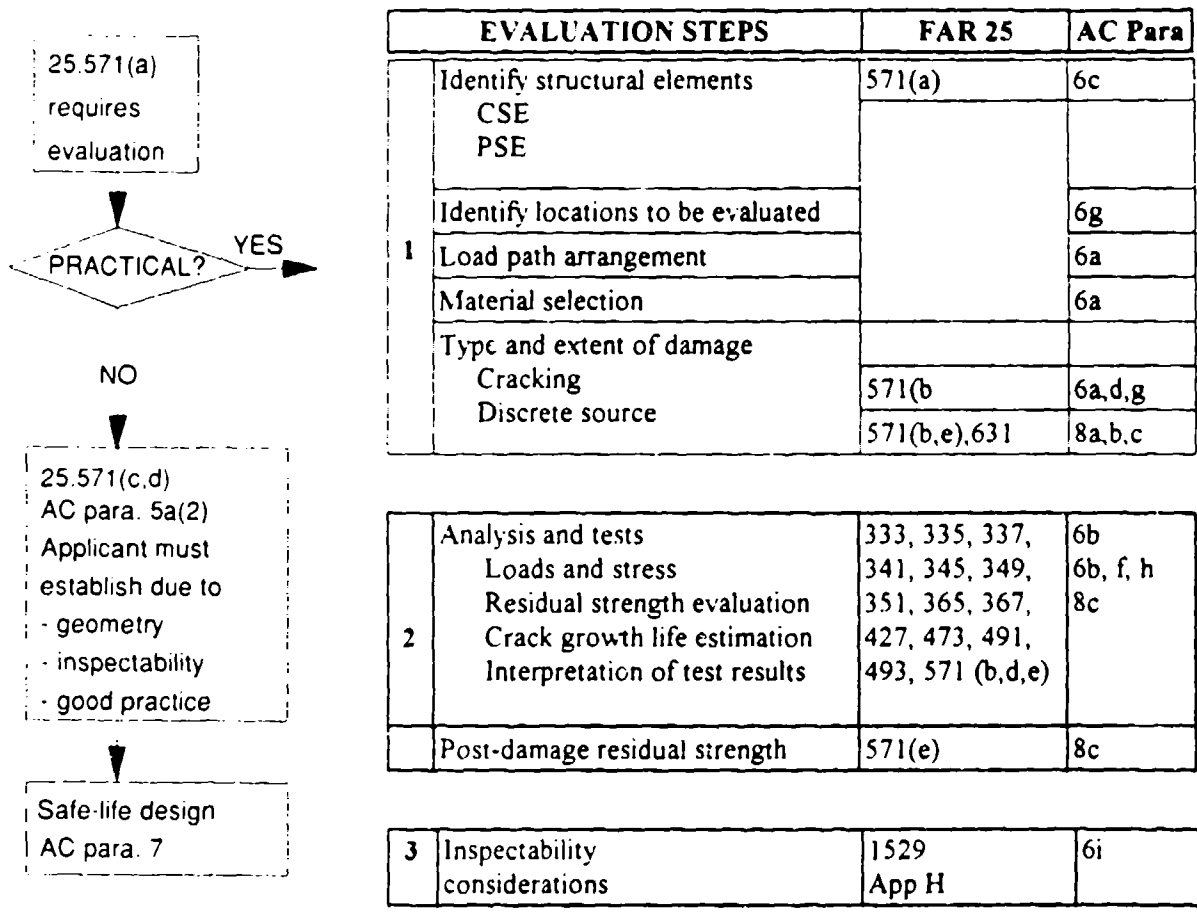 25.571(a)
requires
evaluation
PRACTICAL?
YES
NO
25.571(c,d)
AC para. 5a(2)
Applicant must
establish due to
- geometry
- inspectability
- good practice
Safe-life design
AC para. 7
EVALUATION STEPS FAR 25 AC Para
1
Identify structural elements 571(a) 6c
CSE
PSE
Identify locations to be evaluated 6g
Load path arrangement 6a
Material selection 6a
Type and extent of damage
Cracking 571(b 6a,d,g
Discrete source 571(b,e),631 8a,b,c
2
Analysis and tests 333, 335, 337, 6b
Loads and stress 341, 345, 349, 6b, f, h
Residual strength evaluation 351, 365, 367, 8c
Crack growth life estimation 427, 473, 491,
Interpretation of test results 493, 571 (b,d,e)
Post-damage residual strength 571(e) 8c
3 Inspectability 1529 6i
considerations App H